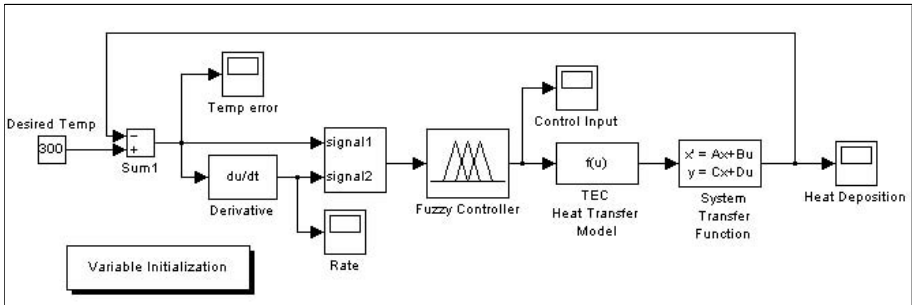 Temp error
Desired Temp
300
−
+
Sum1
du/dt
Derivative
signal1
signal2
Rate
Fuzzy Controller
Control Input
f(u)
TEC
Heat Transfer
Model
x' = Ax+Bu
y = Cx+Du
System
Transfer
Function
Heat Deposition
Variable Initialization